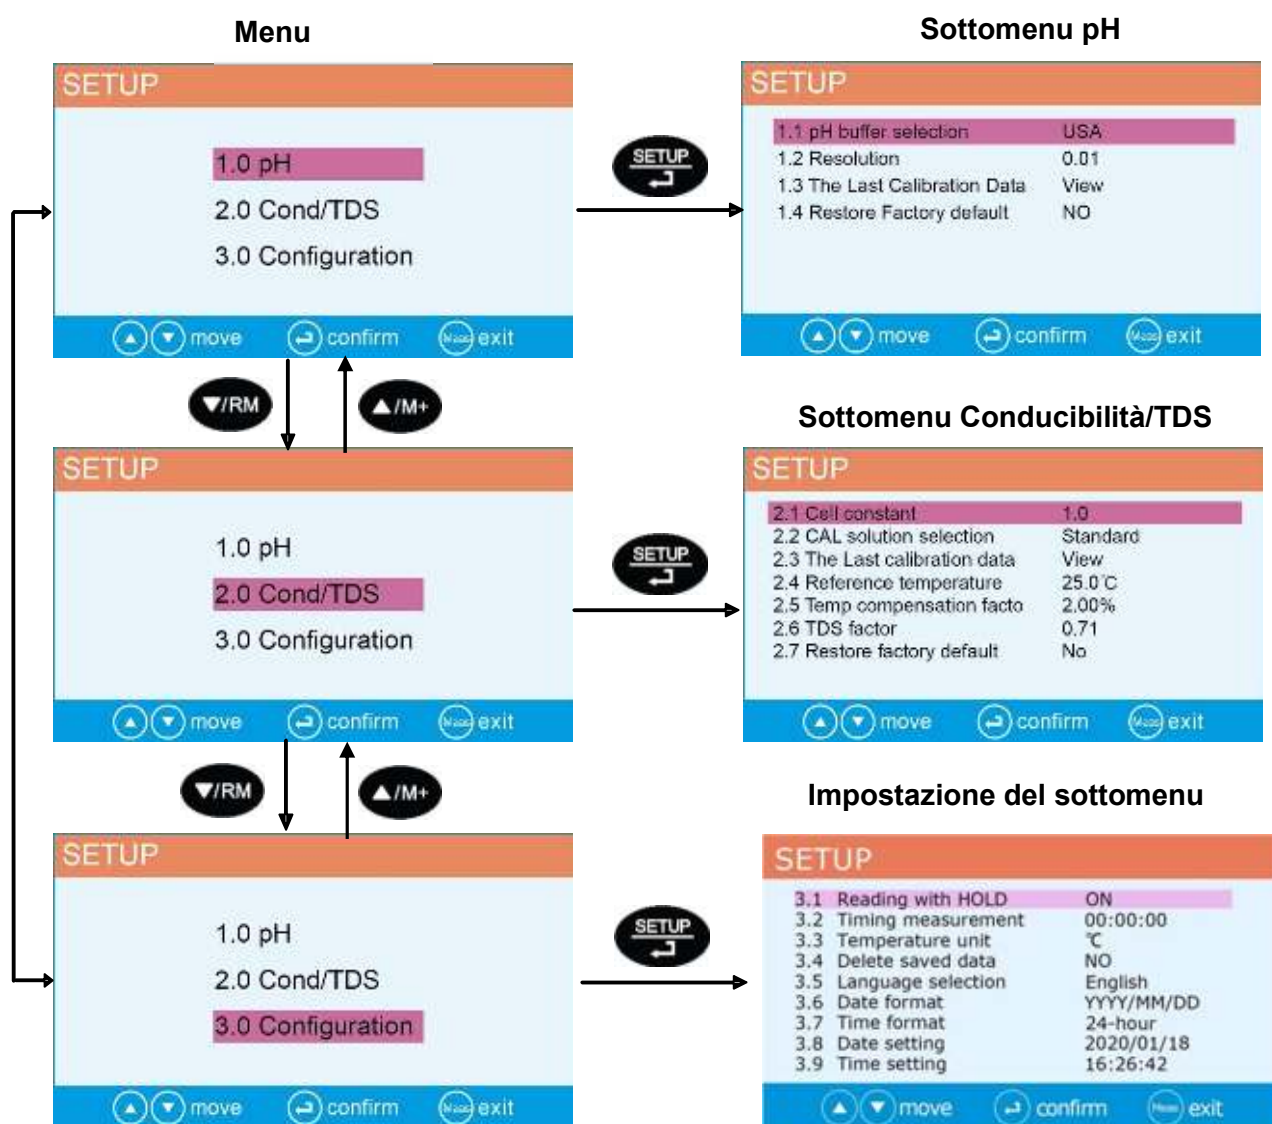 Menu
SETUP
1.0 pH
2.0 Cond/TDS
3.0 Configuration
move confirm Meas exit
SETUP
Sottomenu pH
SETUP
1.1 pH buffer selection USA
1.2 Resolution 0.01
1.3 The Last Calibration Data View
1.4 Restore Factory default NO
move confirm Meas exit
▼/RM ▲/M+
SETUP
1.0 pH
2.0 Cond/TDS
3.0 Configuration
move confirm Meas exit
SETUP
Sottomenu Conducibilità/TDS
SETUP
2.1 Cell constant 1.0
2.2 CAL solution selection Standard
2.3 The Last calibration data View
2.4 Reference temperature 25.0℃
2.5 Temp compensation facto 2.00%
2.6 TDS factor 0.71
2.7 Restore factory default No
move confirm Meas exit
▼/RM ▲/M+
SETUP
1.0 pH
2.0 Cond/TDS
3.0 Configuration
move confirm Meas exit
SETUP
Impostazione del sottomenu
SETUP
3.1 Reading with HOLD ON
3.2 Timing measurement 00:00:00
3.3 Temperature unit ℃
3.4 Delete saved data NO
3.5 Language selection English
3.6 Date format YYYY/MM/DD
3.7 Time format 24-hour
3.8 Date setting 2020/01/18
3.9 Time setting 16:26:42
move confirm Meas exit